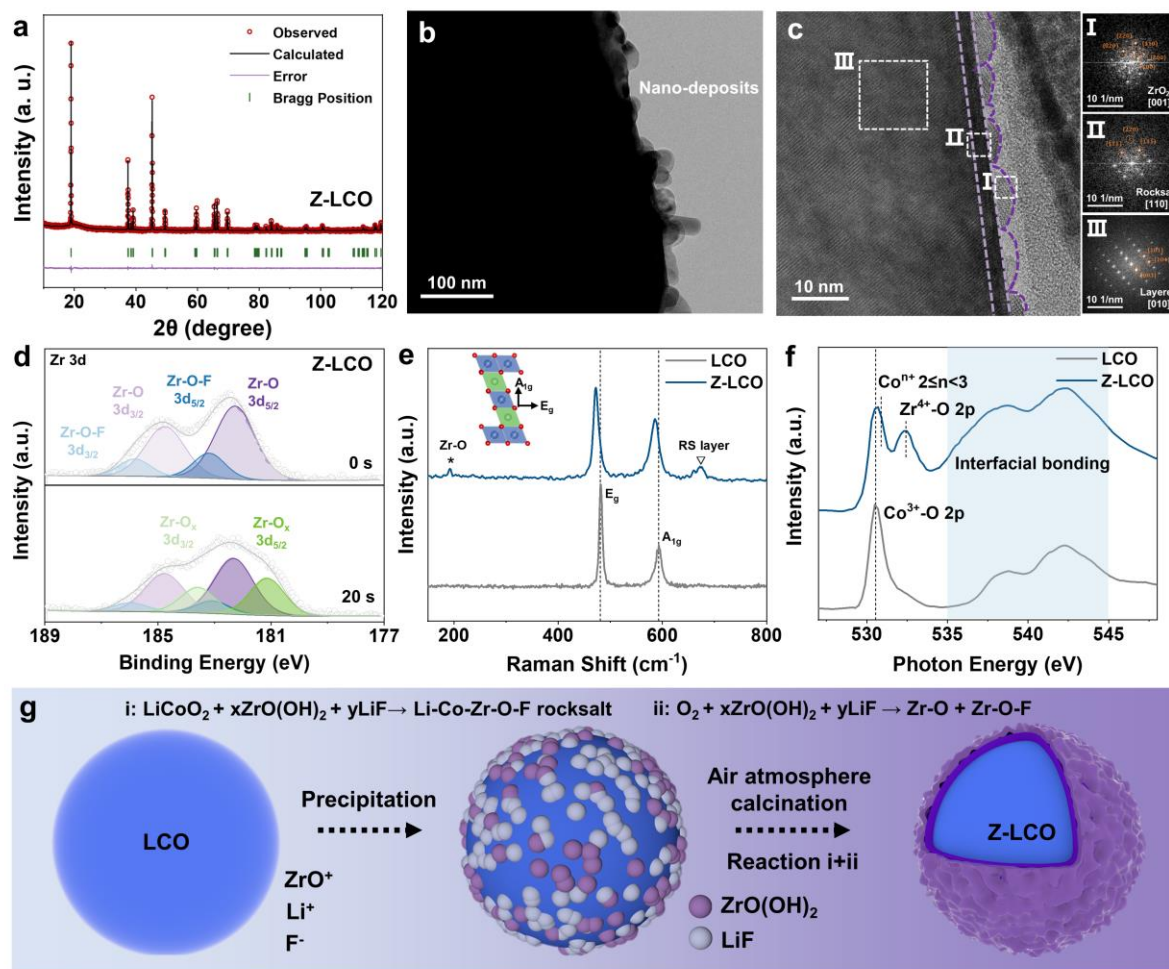 a
Observed
Calculated
Error
Bragg Position
Z-LCO
Intensity (a. u.)
20 40 60 80 100 120
2θ (degree)
b
Nano-deposits
100 nm
c
III
II
I
10 nm
I
10 1/nm
ZrO2
[001]
II
10 1/nm
[110]
III
10 1/nm
[010]
d
Zr 3d
Z-LCO
Zr-O
3d3/2
Zr-O-F
3d5/2
Zr-O
3d5/2
Zr-O-F
3d3/2
0 s
Zr-Ox
3d3/2
Zr-Ox
3d5/2
20 s
Intensity (a.u.)
189 185 181 177
Binding Energy (eV)
e
LCO
Z-LCO
A1g
Eg
Zr-O
*
RS layer
Eg
A1g
Intensity (a.u.)
200 400 600 800
Raman Shift (cm-1)
f
LCO
Z-LCO
Con+ 2≤n<3
Zr4+-O 2p
Interfacial bonding
Co3+-O 2p
Intensity (a.u.)
530 535 540 545
Photon Energy (eV)
g
i: LiCoO2 + xZrO(OH)2 + yLiF→ Li-Co-Zr-O-F rocksalt
ii: O2 + xZrO(OH)2 + yLiF → Zr-O + Zr-O-F
LCO
Precipitation
ZrO+
Li+
F-
ZrO(OH)2
LiF
Air atmosphere
calcination
Reaction i+ii
Z-LCO